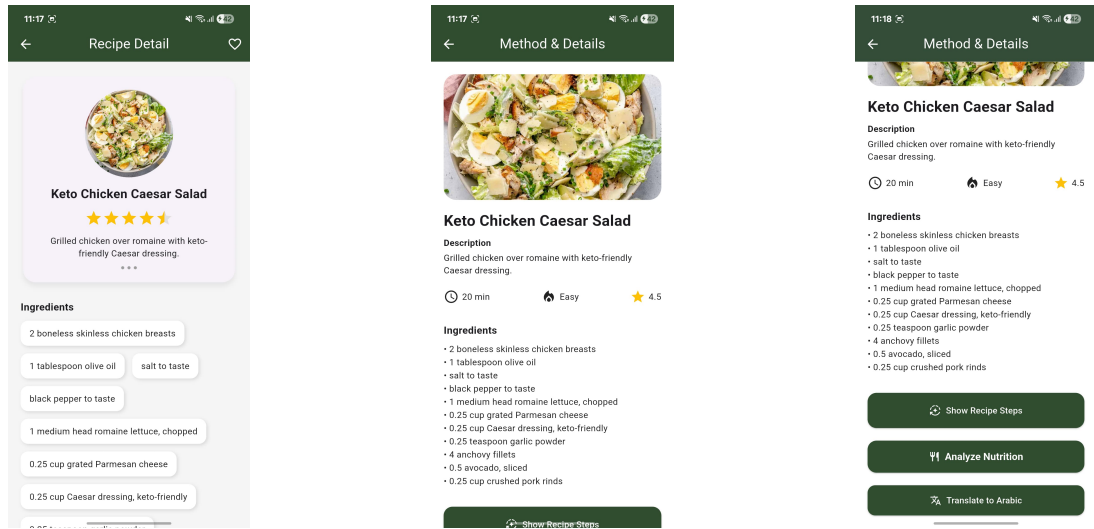 11:17
42
Recipe Detail
Keto Chicken Caesar Salad
Grilled chicken over romaine with keto-
friendly Caesar dressing.
Ingredients
2 boneless skinless chicken breasts
1 tablespoon olive oil
salt to taste
black pepper to taste
1 medium head romaine lettuce, chopped
0.25 cup grated Parmesan cheese
0.25 cup Caesar dressing, keto-friendly
0.25 teaspoon garlic powder
11:17
42
Method & Details
Keto Chicken Caesar Salad
Description
Grilled chicken over romaine with keto-friendly
Caesar dressing.
20 min
Easy
4.5
Ingredients
• 2 boneless skinless chicken breasts
• 1 tablespoon olive oil
• salt to taste
• black pepper to taste
• 1 medium head romaine lettuce, chopped
• 0.25 cup grated Parmesan cheese
• 0.25 cup Caesar dressing, keto-friendly
• 0.25 teaspoon garlic powder
• 4 anchovy fillets
• 0.5 avocado, sliced
• 0.25 cup crushed pork rinds
Show Recipe Steps
11:18
42
Method & Details
Keto Chicken Caesar Salad
Description
Grilled chicken over romaine with keto-friendly
Caesar dressing.
20 min
Easy
4.5
Ingredients
• 2 boneless skinless chicken breasts
• 1 tablespoon olive oil
• salt to taste
• black pepper to taste
• 1 medium head romaine lettuce, chopped
• 0.25 cup grated Parmesan cheese
• 0.25 cup Caesar dressing, keto-friendly
• 0.25 teaspoon garlic powder
• 4 anchovy fillets
• 0.5 avocado, sliced
• 0.25 cup crushed pork rinds
Show Recipe Steps
Analyze Nutrition
Translate to Arabic